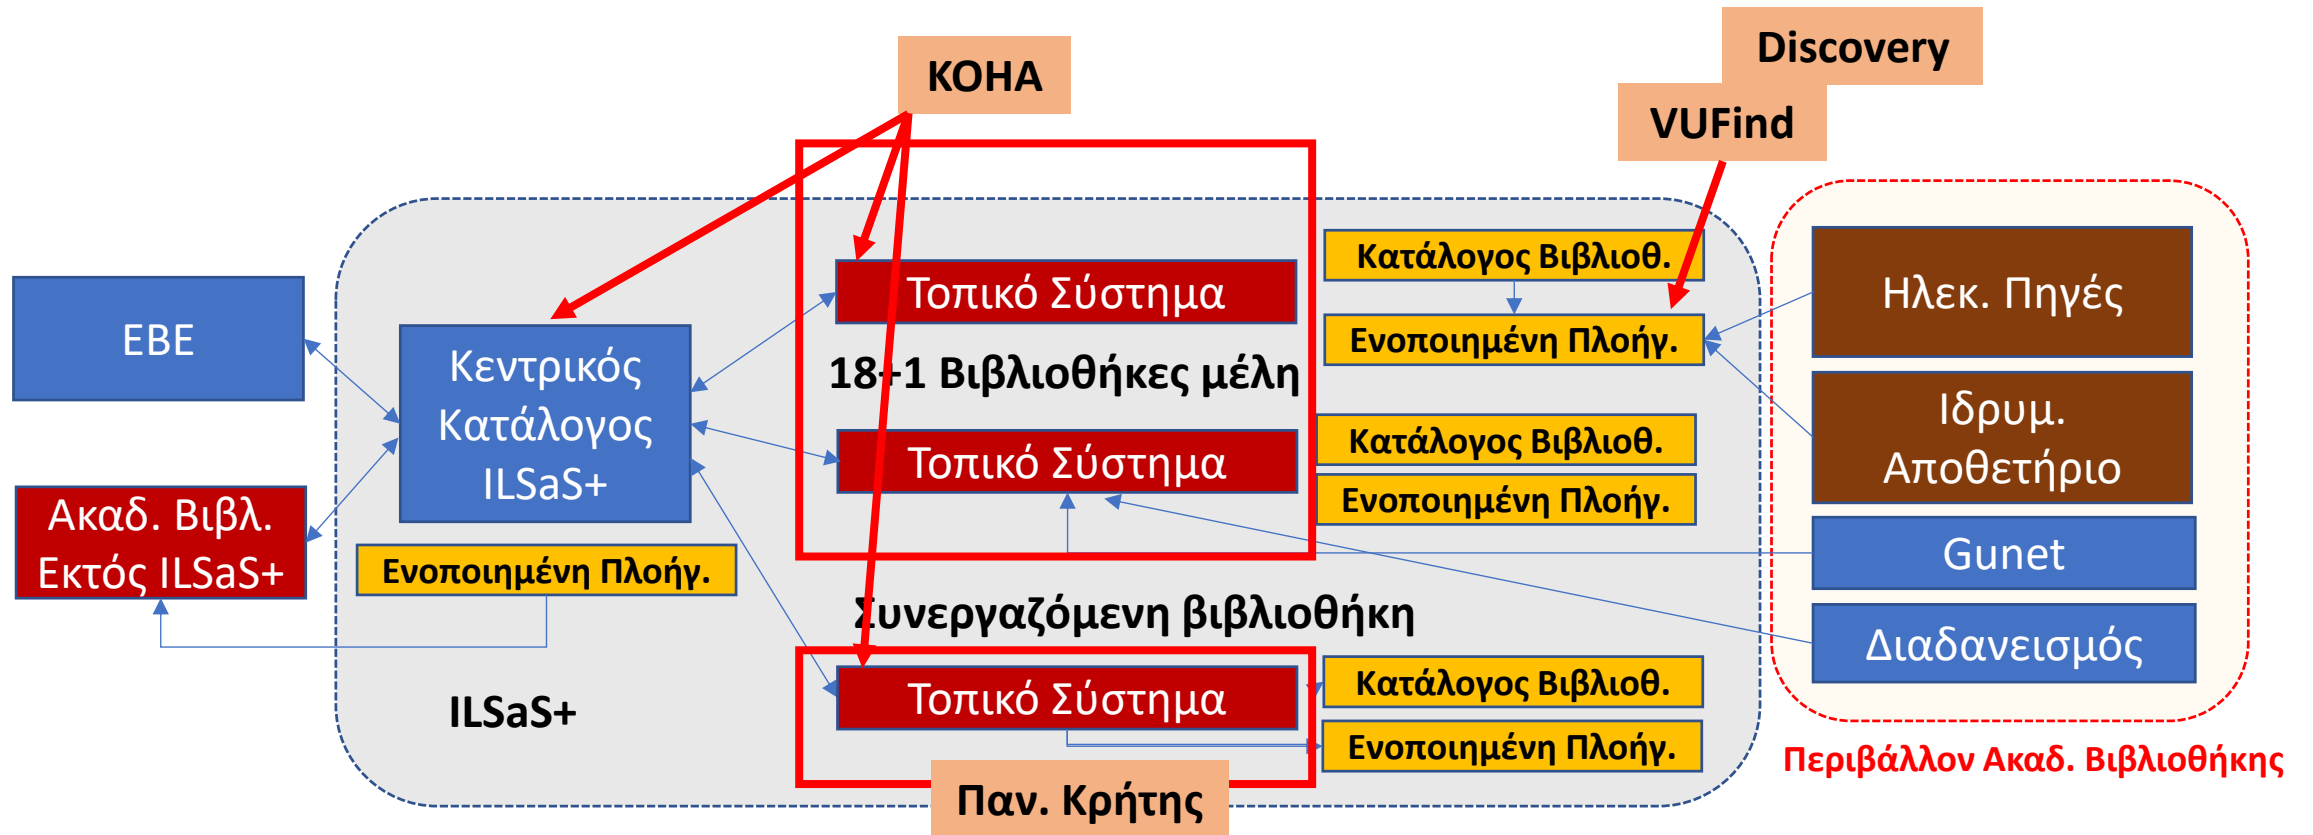 Discovery
KOHA
VUFind
Κατάλογος Βιβλιοθ.
Τοπικό Σύστημα
Ηλεκ. Πηγές
ΕΒΕ
Ενοποιημένη Πλοήγ.
Κεντρικός
Κατάλογος
ILSaS+
18+1 Βιβλιοθήκες μέλη
Ιδρυμ.
Αποθετήριο
Κατάλογος Βιβλιοθ.
Τοπικό Σύστημα
Ενοποιημένη Πλοήγ.
Ακαδ. Βιβλ.
Εκτός ILSaS+
Ενοποιημένη Πλοήγ.
Gunet
Συνεργαζόμενη βιβλιοθήκη
Διαδανεισμός
Τοπικό Σύστημα
Κατάλογος Βιβλιοθ.
ILSaS+
Ενοποιημένη Πλοήγ.
Περιβάλλον Ακαδ. Βιβλιοθήκης
Παν. Κρήτης